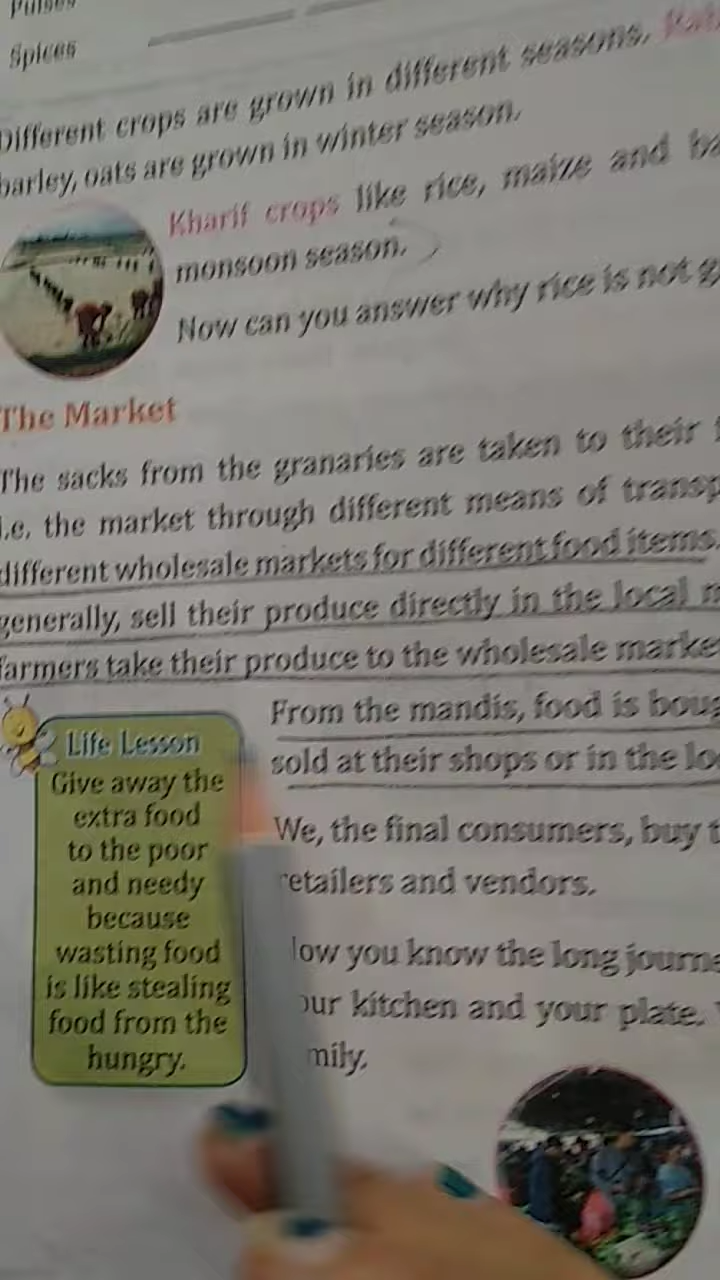 Pulses
Spices
Different crops are grown in different seasons.
barley, oats are grown in winter season.
Kharif crops like rice, maize and
monsoon season.
Now can you answer why rice is not
The Market
The sacks from the granaries are taken to their
i.e. the market through different means of
different wholesale markets for different food items.
generally, sell their produce directly in the local
farmers take their produce to the wholesale
From the mandis, food is
sold at their shops or in the
Life Lesson
Give away the
extra food
to the poor
and needy
because
wasting food
is like stealing
food from the
hungry.
We, the final consumers, buy
retailers and vendors.
you know the long
kitchen and your plate.